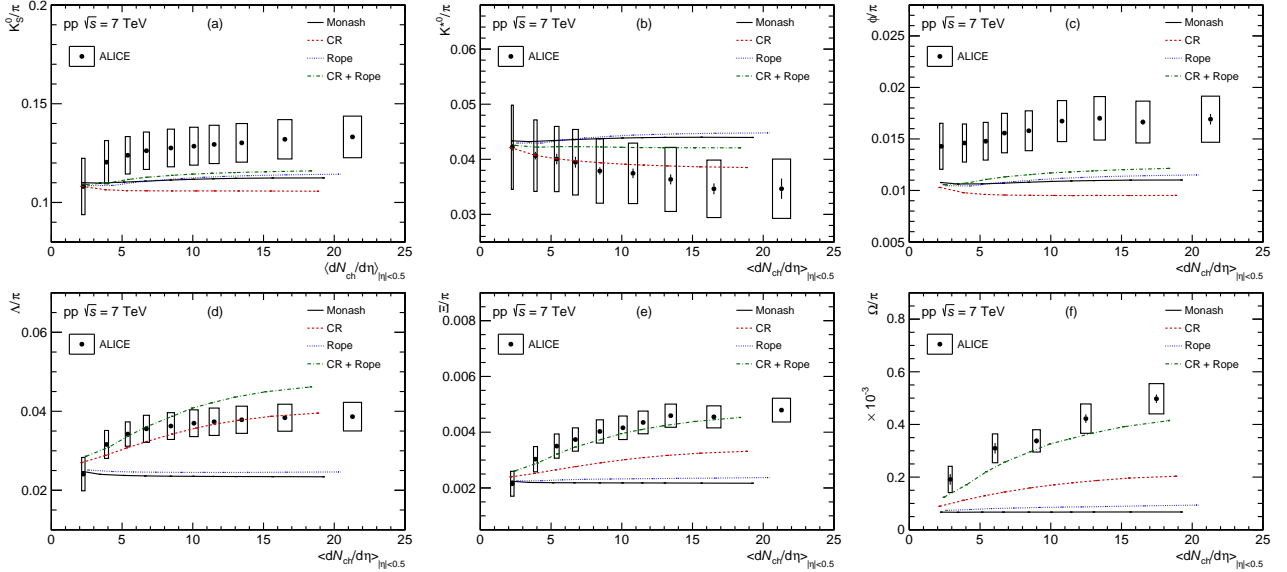 K⁰_S/π
pp √s = 7 TeV
(a)
ALICE
Monash
CR
Rope
CR + Rope
0.2
0.15
0.1
0 5 10 15 20 25
⟨dN_ch/dη⟩_|η|<0.5
K*⁰/π
pp √s = 7 TeV
(b)
ALICE
Monash
CR
Rope
CR + Rope
0.06
0.05
0.04
0.03
0 5 10 15 20 25
<dN_ch/dη>_|η|<0.5
ϕ/π
pp √s = 7 TeV
(c)
ALICE
Monash
CR
Rope
CR + Rope
0.025
0.02
0.015
0.01
0.005
0 5 10 15 20 25
<dN_ch/dη>_|η|<0.5
Λ/π
pp √s = 7 TeV
(d)
ALICE
Monash
CR
Rope
CR + Rope
0.06
0.04
0.02
0 5 10 15 20 25
<dN_ch/dη>_|η|<0.5
Ξ/π
pp √s = 7 TeV
(e)
ALICE
Monash
CR
Rope
CR + Rope
0.008
0.006
0.004
0.002
0 5 10 15 20 25
<dN_ch/dη>_|η|<0.5
Ω/π
× 10⁻³
pp √s = 7 TeV
(f)
ALICE
Monash
CR
Rope
CR + Rope
0.8
0.6
0.4
0.2
0
0 5 10 15 20 25
<dN_ch/dη>_|η|<0.5